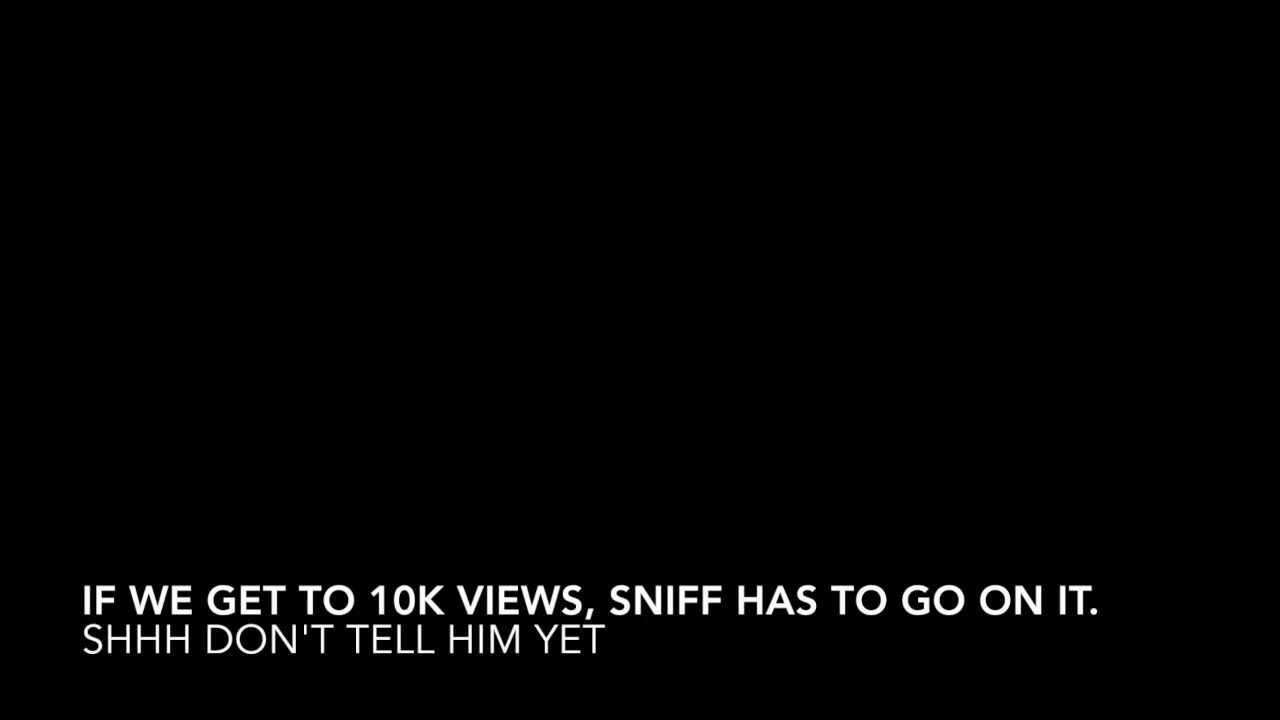 IF WE GET TO 10K VIEWS, SNIFF HAS TO GO ON IT.
SHHH DON'T TELL HIM YET